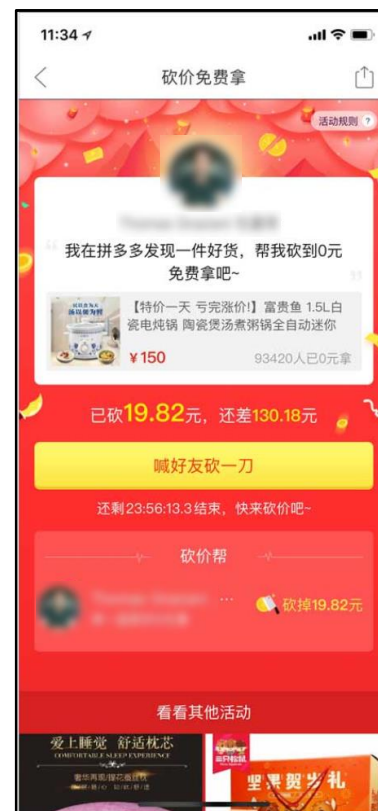 11:34
砍价免费拿
活动规则 ?
我在拼多多发现一件好货，帮我砍到0元
免费拿吧~
【特价一天 亏完涨价!】富贵鱼 1.5L白
瓷电炖锅 陶瓷煲汤煮粥锅全自动迷你
¥150
93420人已0元拿
已砍19.82元，还差130.18元
喊好友砍一刀
还剩23:56:13.3结束，快来砍价吧~
砍价帮
...
砍掉19.82元
看看其他活动
爱上睡觉 舒适枕芯
COMFORTABLE SLEEP EXPERIENCE
坚果贺岁礼